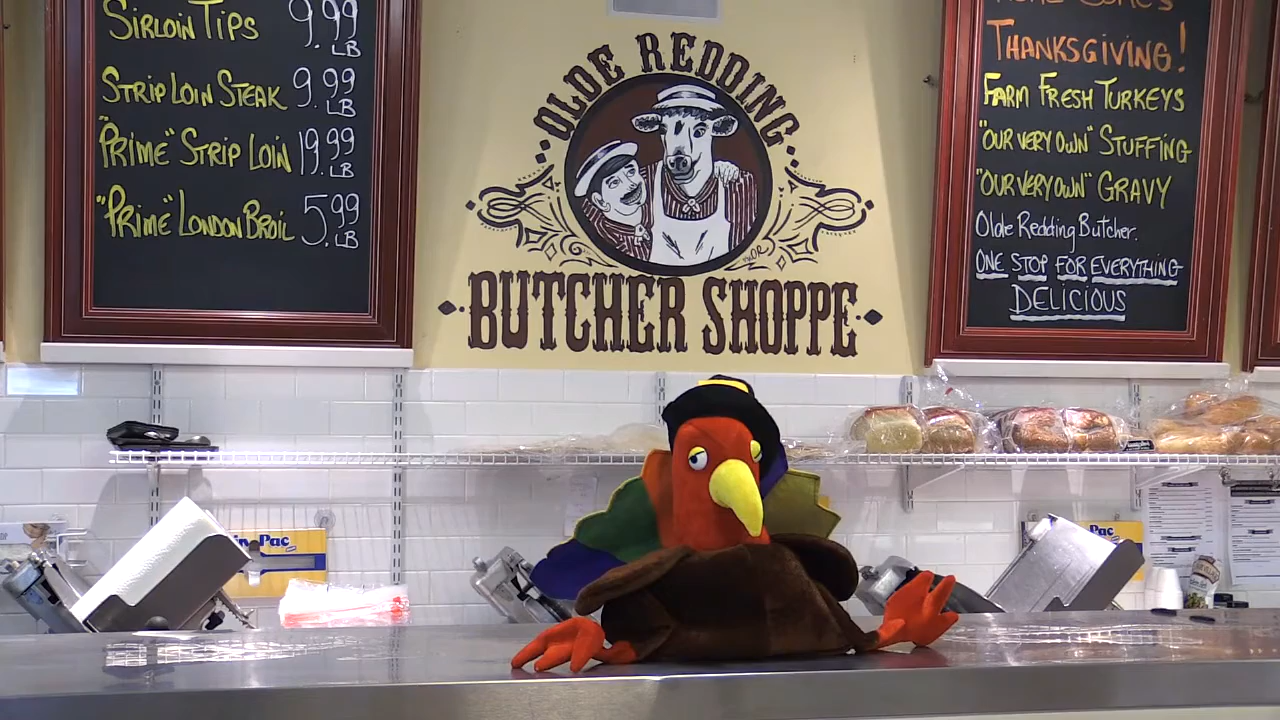 SIRLOIN TIPS 9.99 LB
STRIP LOIN STEAK 9.99 LB
"PRIME" STRIP LOIN 19.99 LB
"PRIME" LONDON BROIL 5.99 LB
OLDE REDDING
BUTCHER SHOPPE
THANKSGIVING!
FARM FRESH TURKEYS
"OUR VERY OWN" STUFFING
"OUR VERY OWN" GRAVY
Olde Redding Butcher.
ONE STOP FOR EVERYTHING
DELICIOUS
Pac
Pac